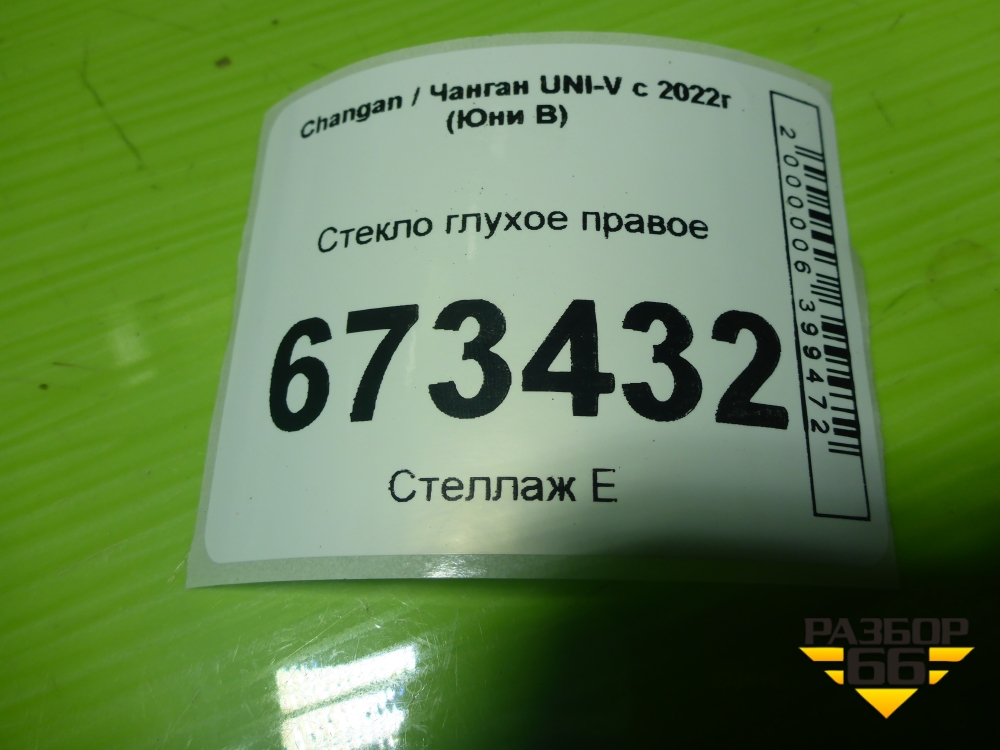 Changan / Чанган UNI-V с 2022г
(Юни В)
Стекло глухое правое
673432
Стеллаж Е
2000006399472
РАЗБОР
66